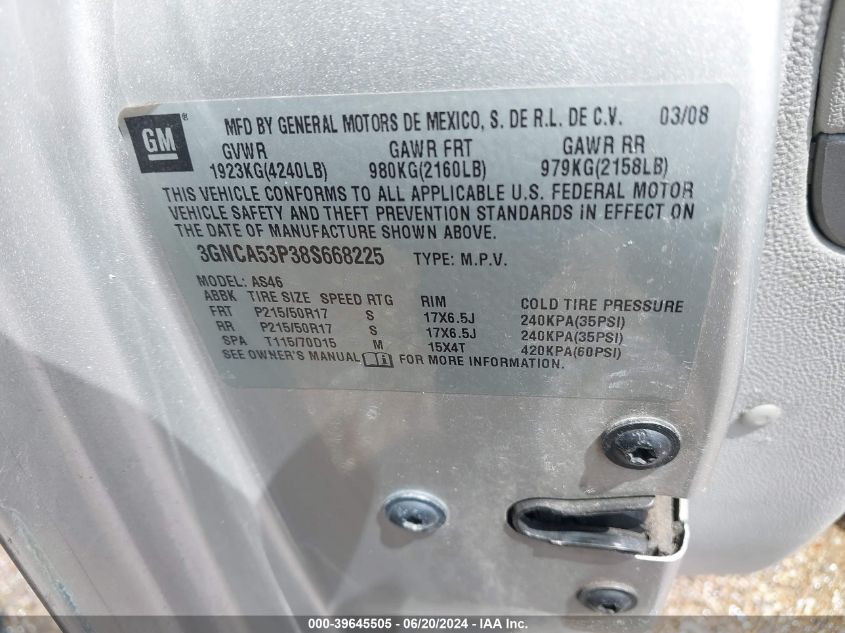 GM ® MFD BY GENERAL MOTORS DE MEXICO, S. DE R.L. DE C.V. 03/08
GVWR GAWR FRT GAWR RR
1923KG(4240LB) 980KG(2160LB) 979KG(2158LB)
THIS VEHICLE CONFORMS TO ALL APPLICABLE U.S. FEDERAL MOTOR
VEHICLE SAFETY AND THEFT PREVENTION STANDARDS IN EFFECT ON
THE DATE OF MANUFACTURE SHOWN ABOVE.
3GNCA53P38S668225 TYPE: M.P.V.
MODEL: AS46
ABBK TIRE SIZE SPEED RTG RIM COLD TIRE PRESSURE
FRT P215/50R17 S 17X6.5J 240KPA(35PSI)
RR P215/50R17 S 17X6.5J 240KPA(35PSI)
SPA T115/70D15 M 15X4T 420KPA(60PSI)
SEE OWNER'S MANUAL FOR MORE INFORMATION.
000-39645505 - 06/20/2024 - IAA Inc.